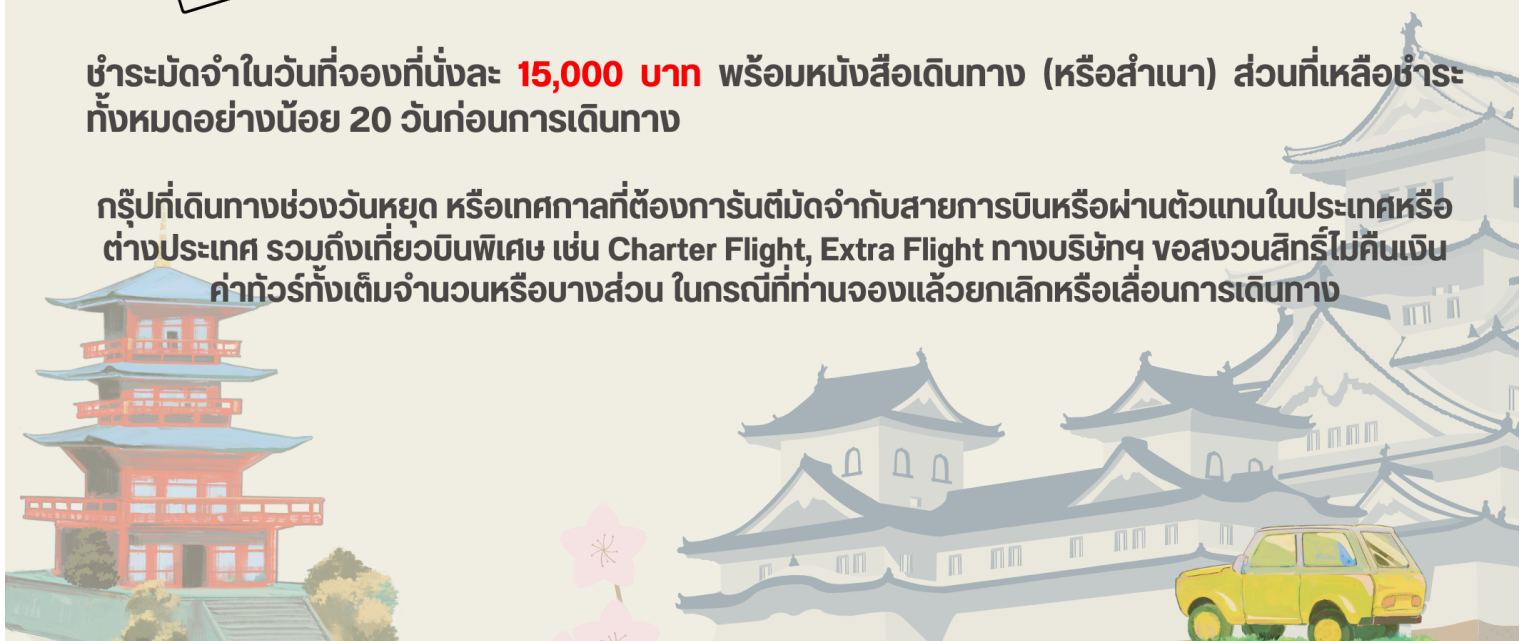 ชำระมัดจำในวันที่จองที่นั่งละ 15,000 บาท พร้อมหนังสือเดินทาง (หรือสำเนา) ส่วนที่เหลือชำระ
ทั้งหมดอย่างน้อย 20 วันก่อนการเดินทาง
กรุ๊ปที่เดินทางช่วงวันหยุด หรือเทศกาลที่ต้องการันตีมัดจำกับสายการบินหรือผ่านตัวแทนในประเทศหรือ
ต่างประเทศ รวมถึงเที่ยวบินพิเศษ เช่น Charter Flight, Extra Flight ทางบริษัทฯ ขอสงวนสิทธิ์ไม่คืนเงิน
ค่าทัวร์ทั้งเต็มจำนวนหรือบางส่วน ในกรณีที่ท่านจองแล้วยกเลิกหรือเลื่อนการเดินทาง